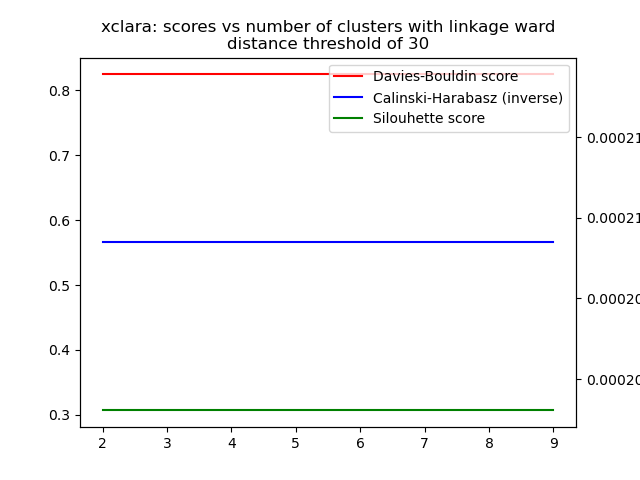 xclara: scores vs number of clusters with linkage ward
distance threshold of 30
Davies-Bouldin score
Calinski-Harabasz (inverse)
Silouhette score
0.8
0.7
0.6
0.5
0.4
0.3
0.00021
0.00021
0.00020
0.00020
2 3 4 5 6 7 8 9